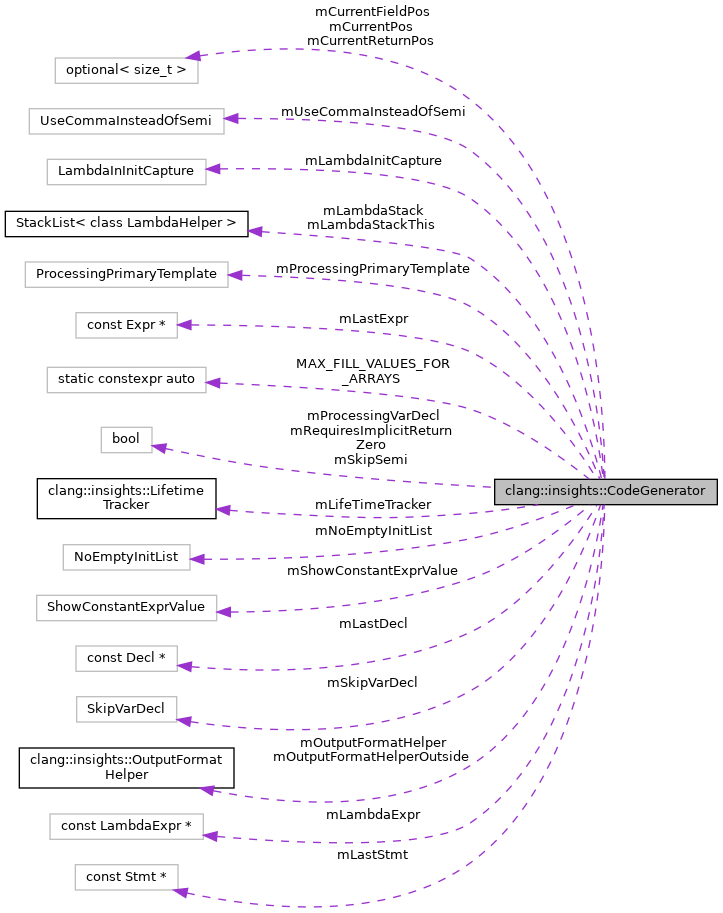 mCurrentFieldPos
mCurrentPos
mCurrentReturnPos
optional< size_t >
mUseCommaInsteadOfSemi
UseCommaInsteadOfSemi
mLambdaInitCapture
LambdaInInitCapture
mLambdaStack
mLambdaStackThis
StackList< class LambdaHelper >
mProcessingPrimaryTemplate
ProcessingPrimaryTemplate
mLastExpr
const Expr *
MAX_FILL_VALUES_FOR
_ARRAYS
static constexpr auto
mProcessingVarDecl
mRequiresImplicitReturn
Zero
mSkipSemi
bool
clang::insights::CodeGenerator
clang::insights::Lifetime
Tracker
mLifeTimeTracker
mNoEmptyInitList
NoEmptyInitList
mShowConstantExprValue
ShowConstantExprValue
mLastDecl
const Decl *
mSkipVarDecl
SkipVarDecl
mOutputFormatHelper
mOutputFormatHelperOutside
clang::insights::OutputFormat
Helper
mLambdaExpr
const LambdaExpr *
mLastStmt
const Stmt *